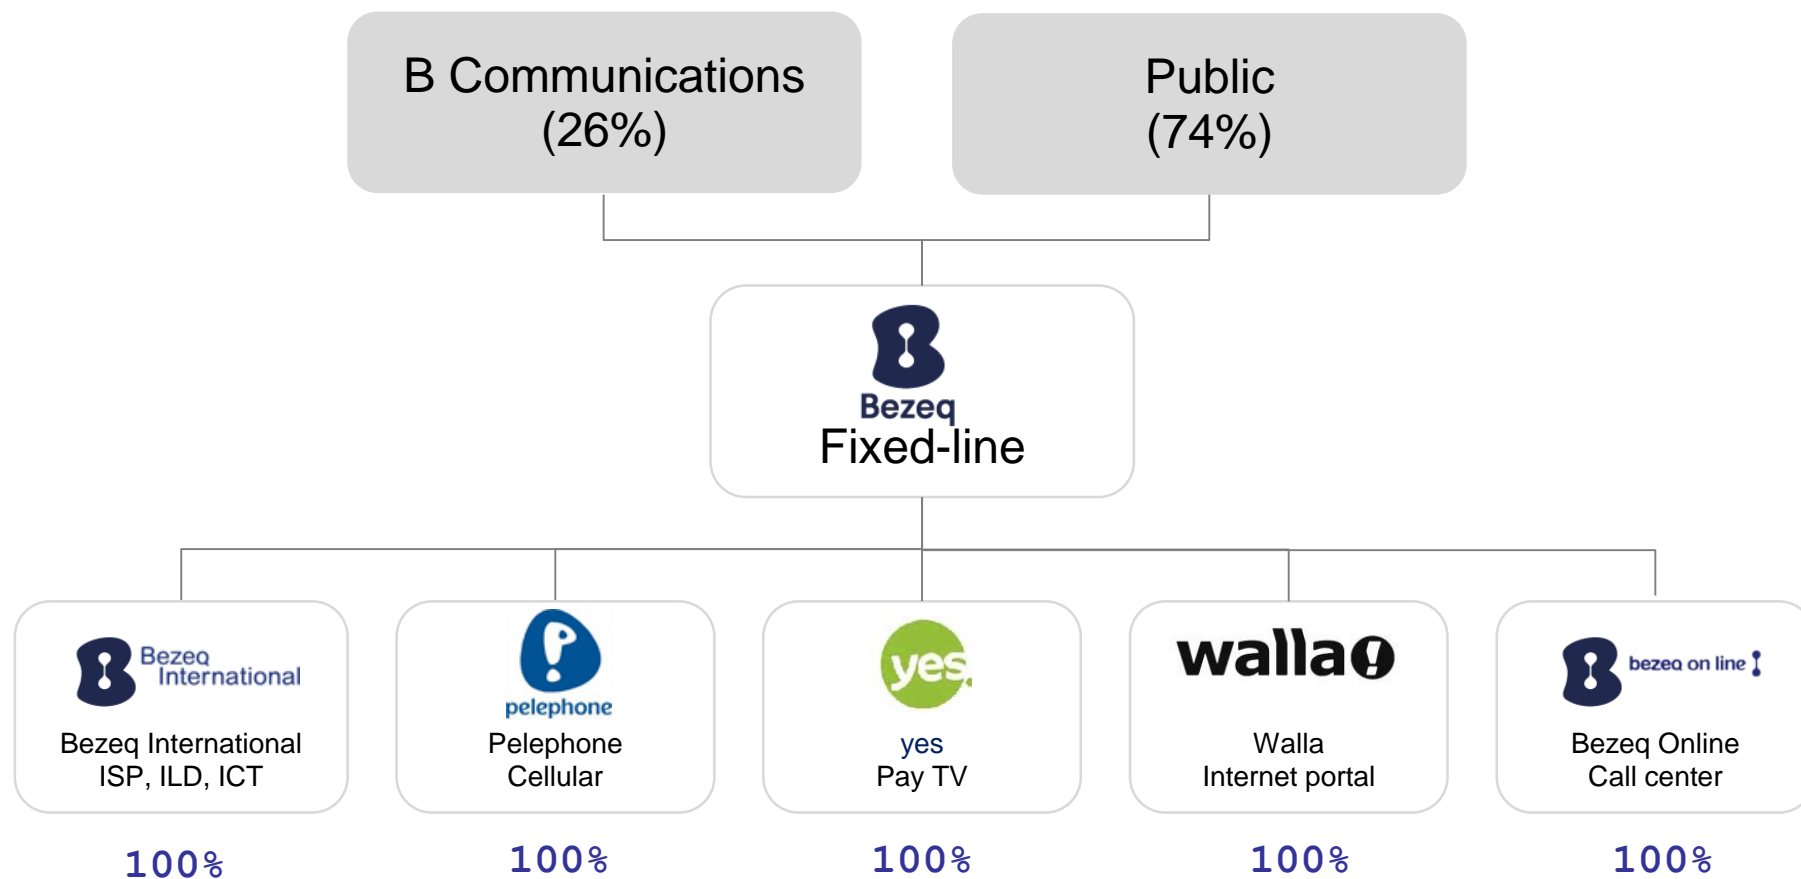 B Communications
(26%)
Public
(74%)
Bezeq
Fixed-line
Bezeq
International
Bezeq International
ISP, ILD, ICT
100%
pelephone
Pelephone
Cellular
100%
yes
yes
Pay TV
100%
walla
Walla
Internet portal
100%
bezeq on line
Bezeq Online
Call center
100%